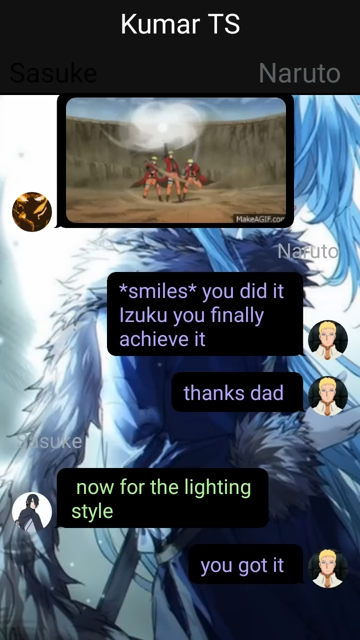 Kumar TS
Sasuke
Naruto
MakeAGIF.com
Naruto
*smiles* you did it
Izuku you finally
achieve it
thanks dad
Sasuke
now for the lighting
style
you got it